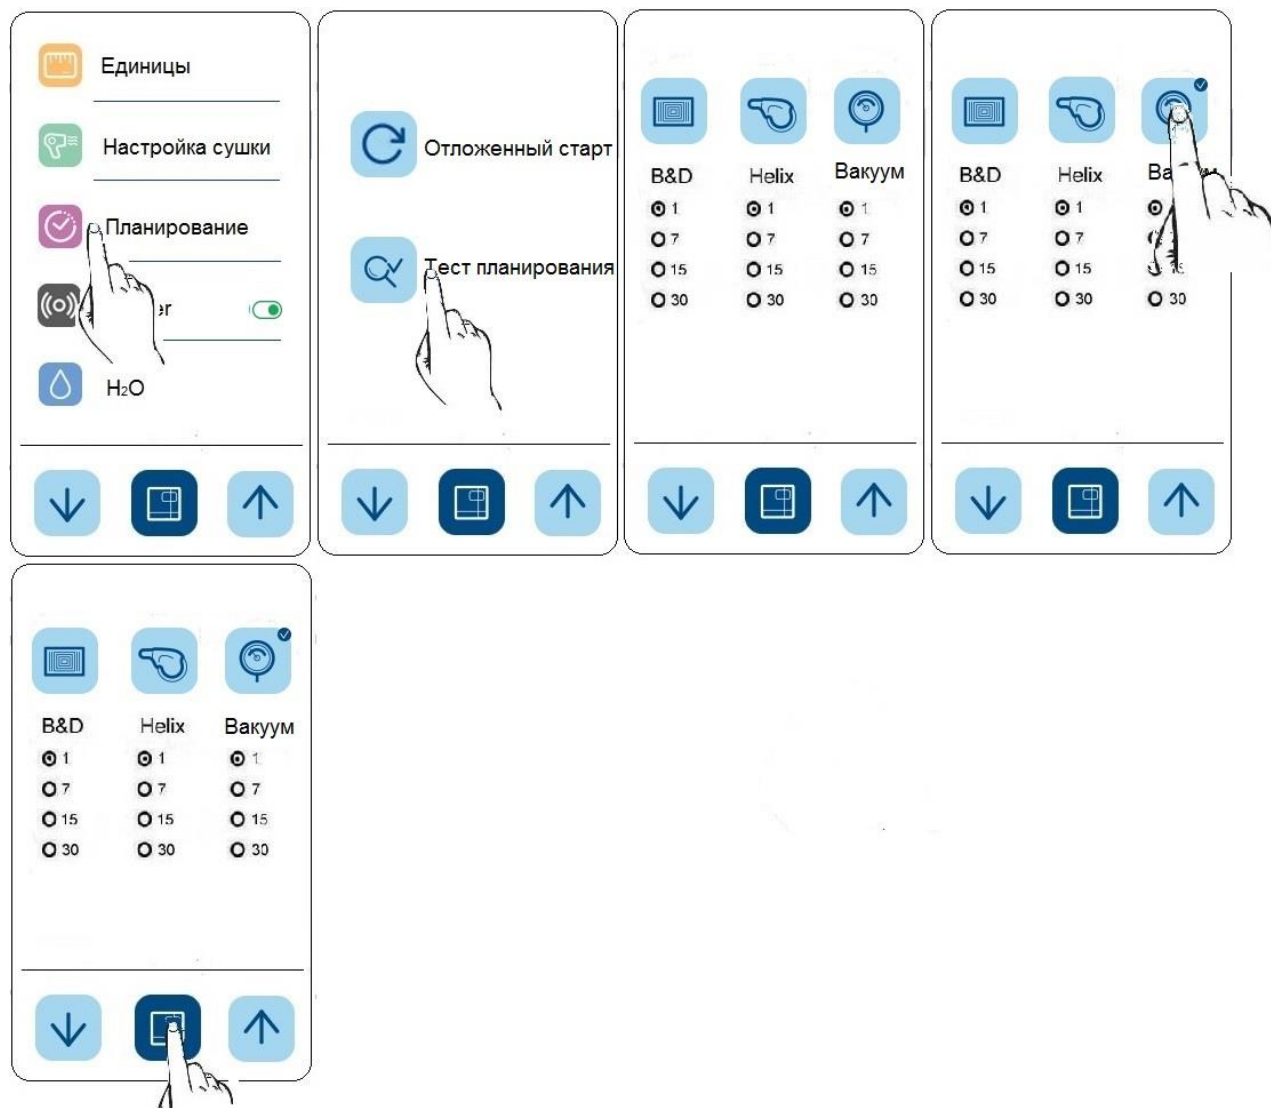 Единицы
Настройка сушки
Планирование
er
H₂O
Отложенный старт
Тест планирования
B&D Helix Вакуум
1 1 1
7 7 7
15 15 15
30 30 30
B&D Helix Ва
1 1
7 7
15 15
30 30 30
B&D Helix Вакуум
1 1 1
7 7 7
15 15 15
30 30 30